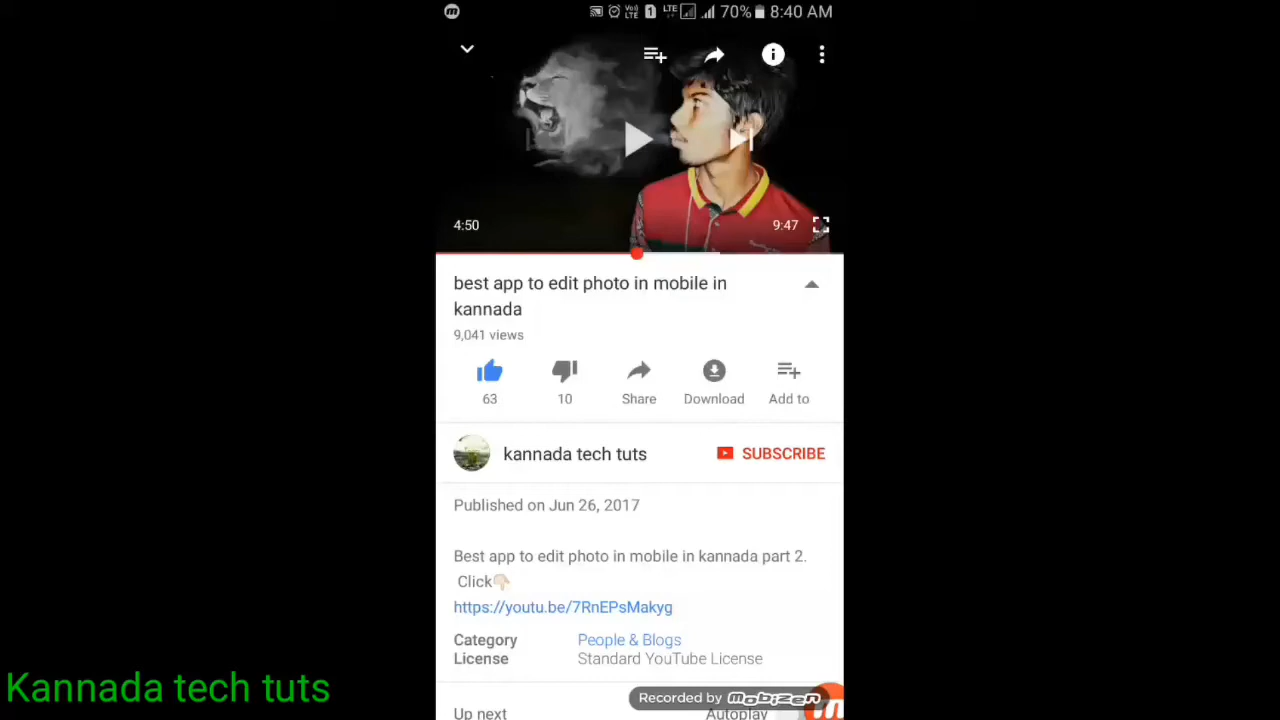 70% 8:40 AM
4:50
9:47
best app to edit photo in mobile in
kannada
9,041 views
63
10
Share
Download
Add to
kannada tech tuts
SUBSCRIBE
Published on Jun 26, 2017
Best app to edit photo in mobile in kannada part 2.
Click👇🏻
https://youtu.be/7RnEPsMakyg
Category People & Blogs
License Standard YouTube License
Kannada tech tuts
Recorded by Mobizen
Up next
Autoplay